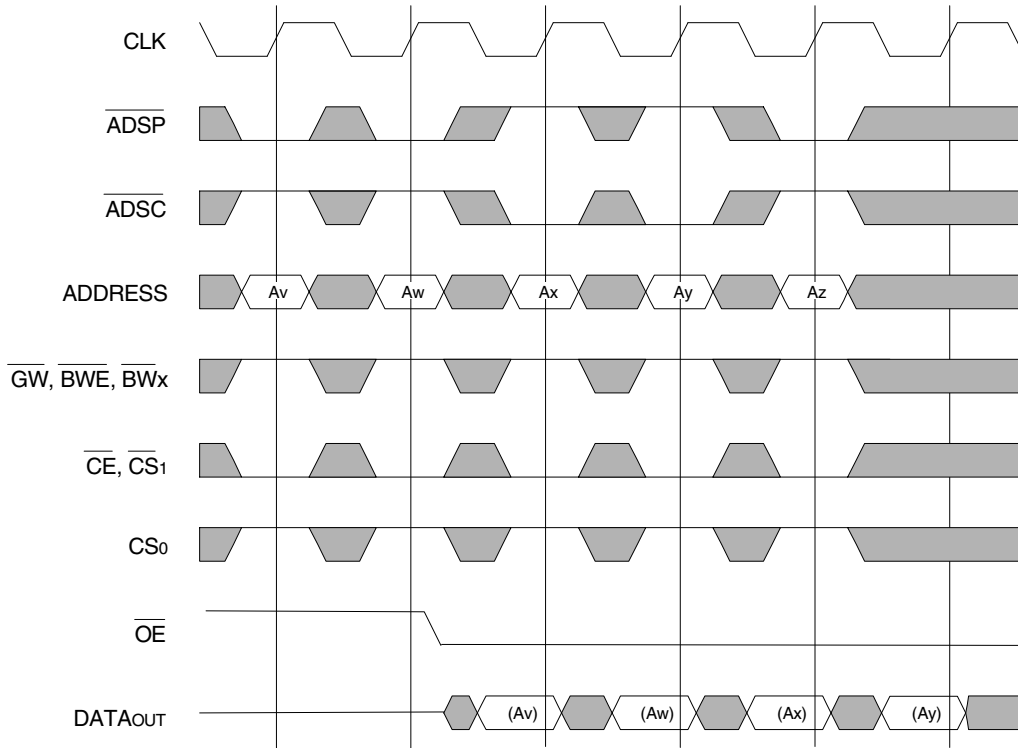 CLK
ADSP
ADSC
ADDRESS Av Aw Ax Ay Az
GW, BWE, BWx
CE, CS1
CS0
OE
DATAOUT (Av) (Aw) (Ax) (Ay)